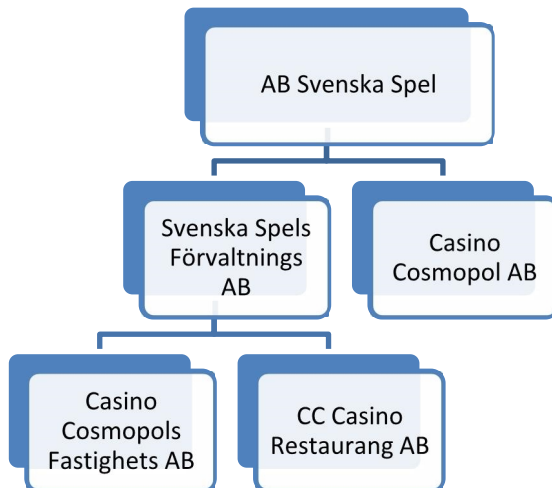 AB Svenska Spel
Svenska Spels
Förvaltnings
AB
Casino
Cosmopol AB
Casino
Cosmopols
Fastighets AB
CC Casino
Restaurang AB